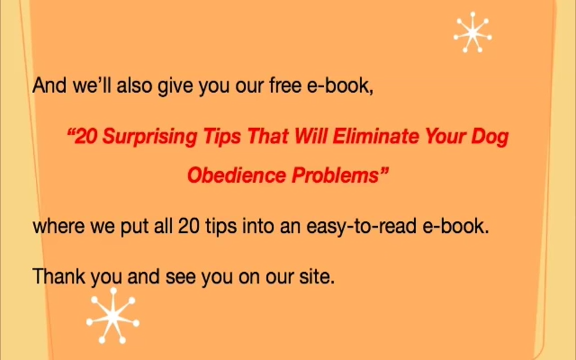 And we'll also give you our free e-book,
“20 Surprising Tips That Will Eliminate Your Dog
Obedience Problems”
where we put all 20 tips into an easy-to-read e-book.
Thank you and see you on our site.